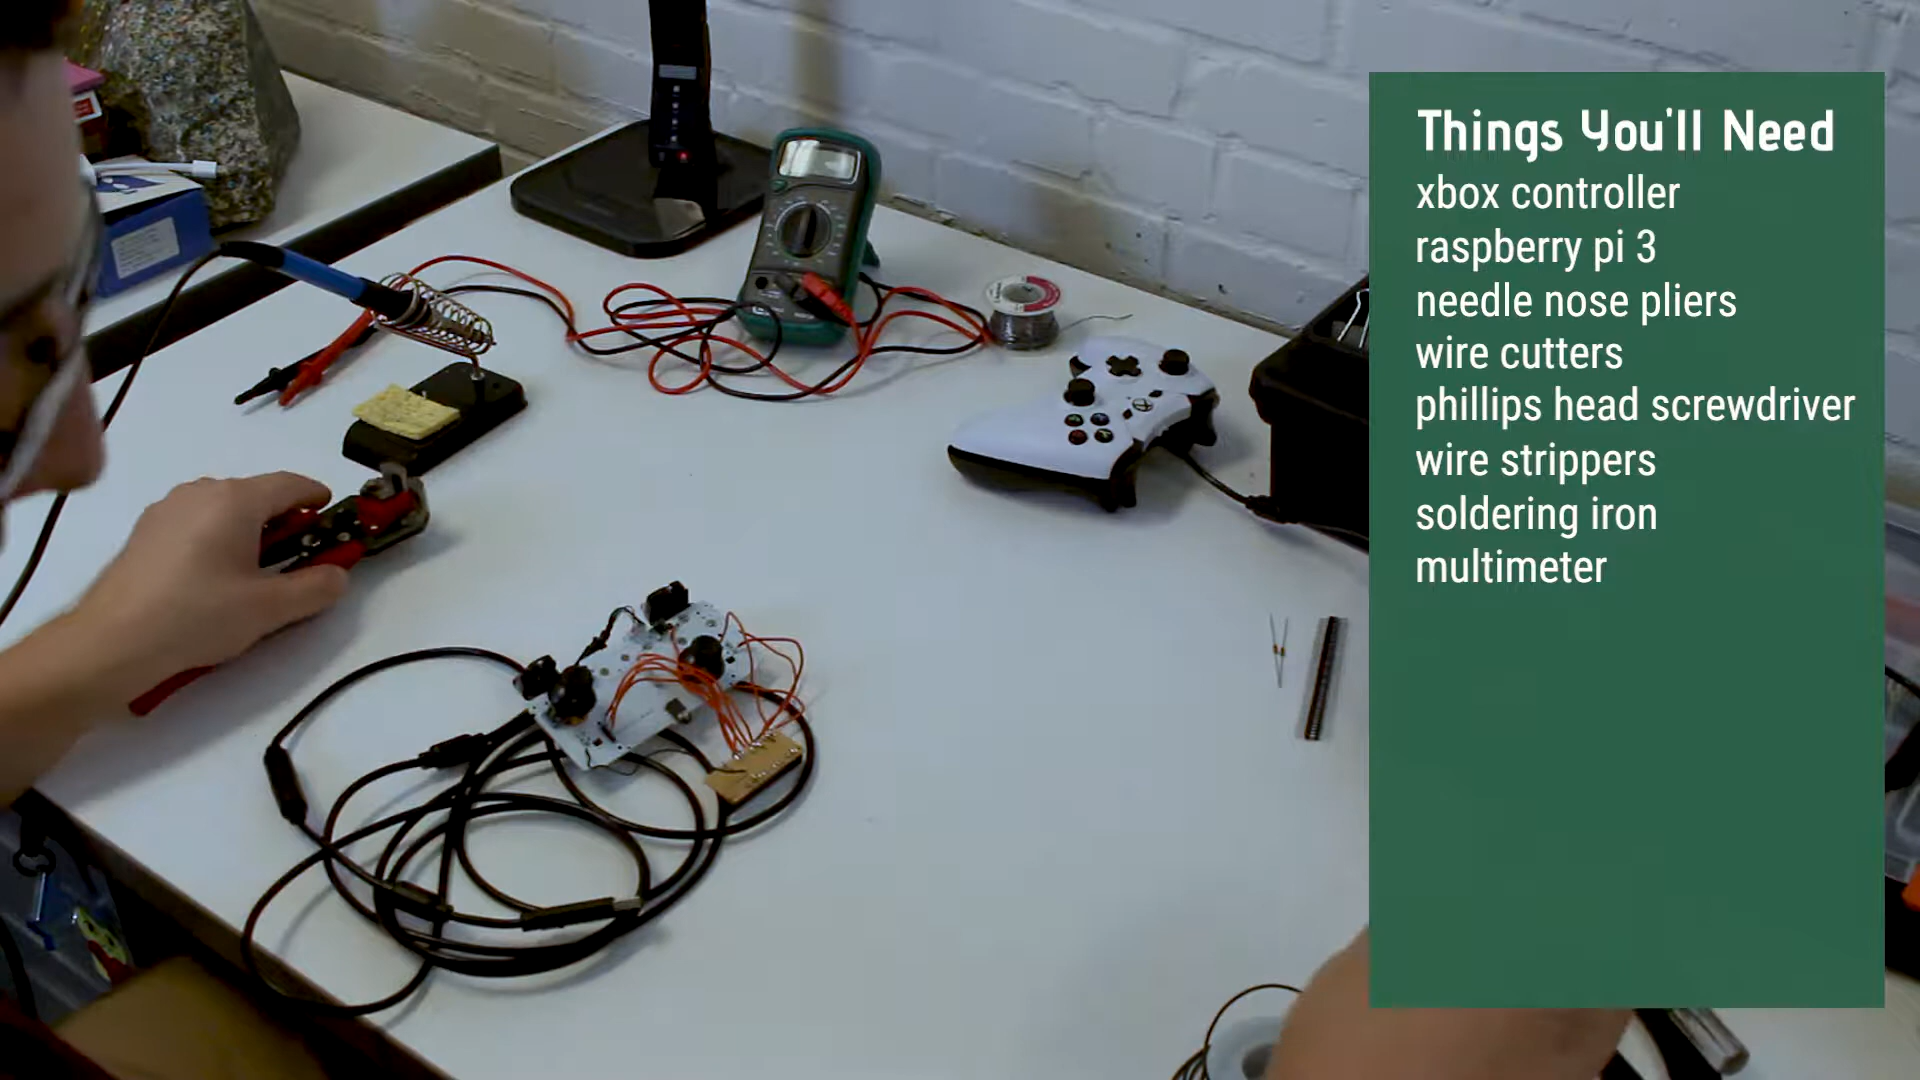 Things You'll Need
xbox controller
raspberry pi 3
needle nose pliers
wire cutters
phillips head screwdriver
wire strippers
soldering iron
multimeter